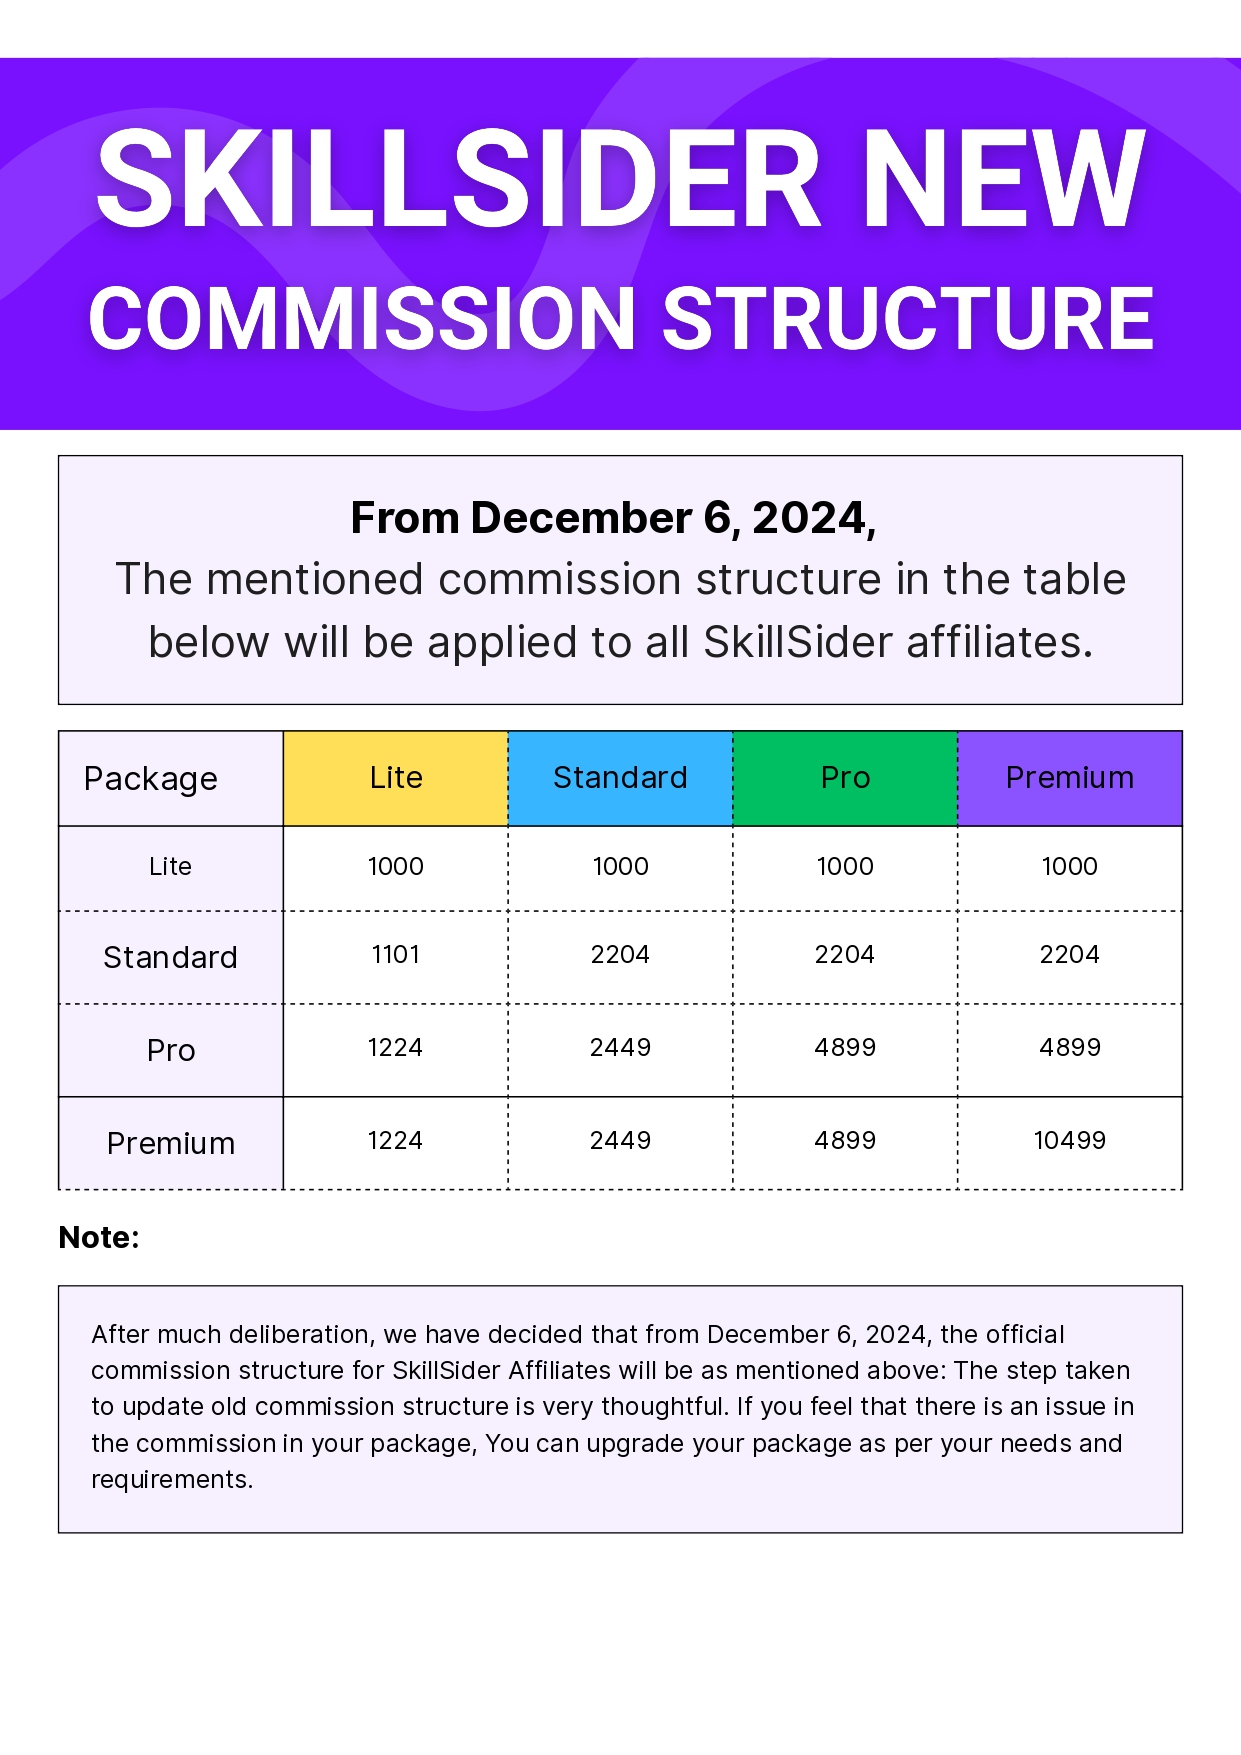 SKILLSIDER NEW
COMMISSION STRUCTURE
From December 6, 2024,
The mentioned commission structure in the table
below will be applied to all SkillSider affiliates.
Package Lite Standard Pro Premium
Lite 1000 1000 1000 1000
Standard 1101 2204 2204 2204
Pro 1224 2449 4899 4899
Premium 1224 2449 4899 10499
Note:
After much deliberation, we have decided that from December 6, 2024, the official
commission structure for SkillSider Affiliates will be as mentioned above: The step taken
to update old commission structure is very thoughtful. If you feel that there is an issue in
the commission in your package, You can upgrade your package as per your needs and
requirements.